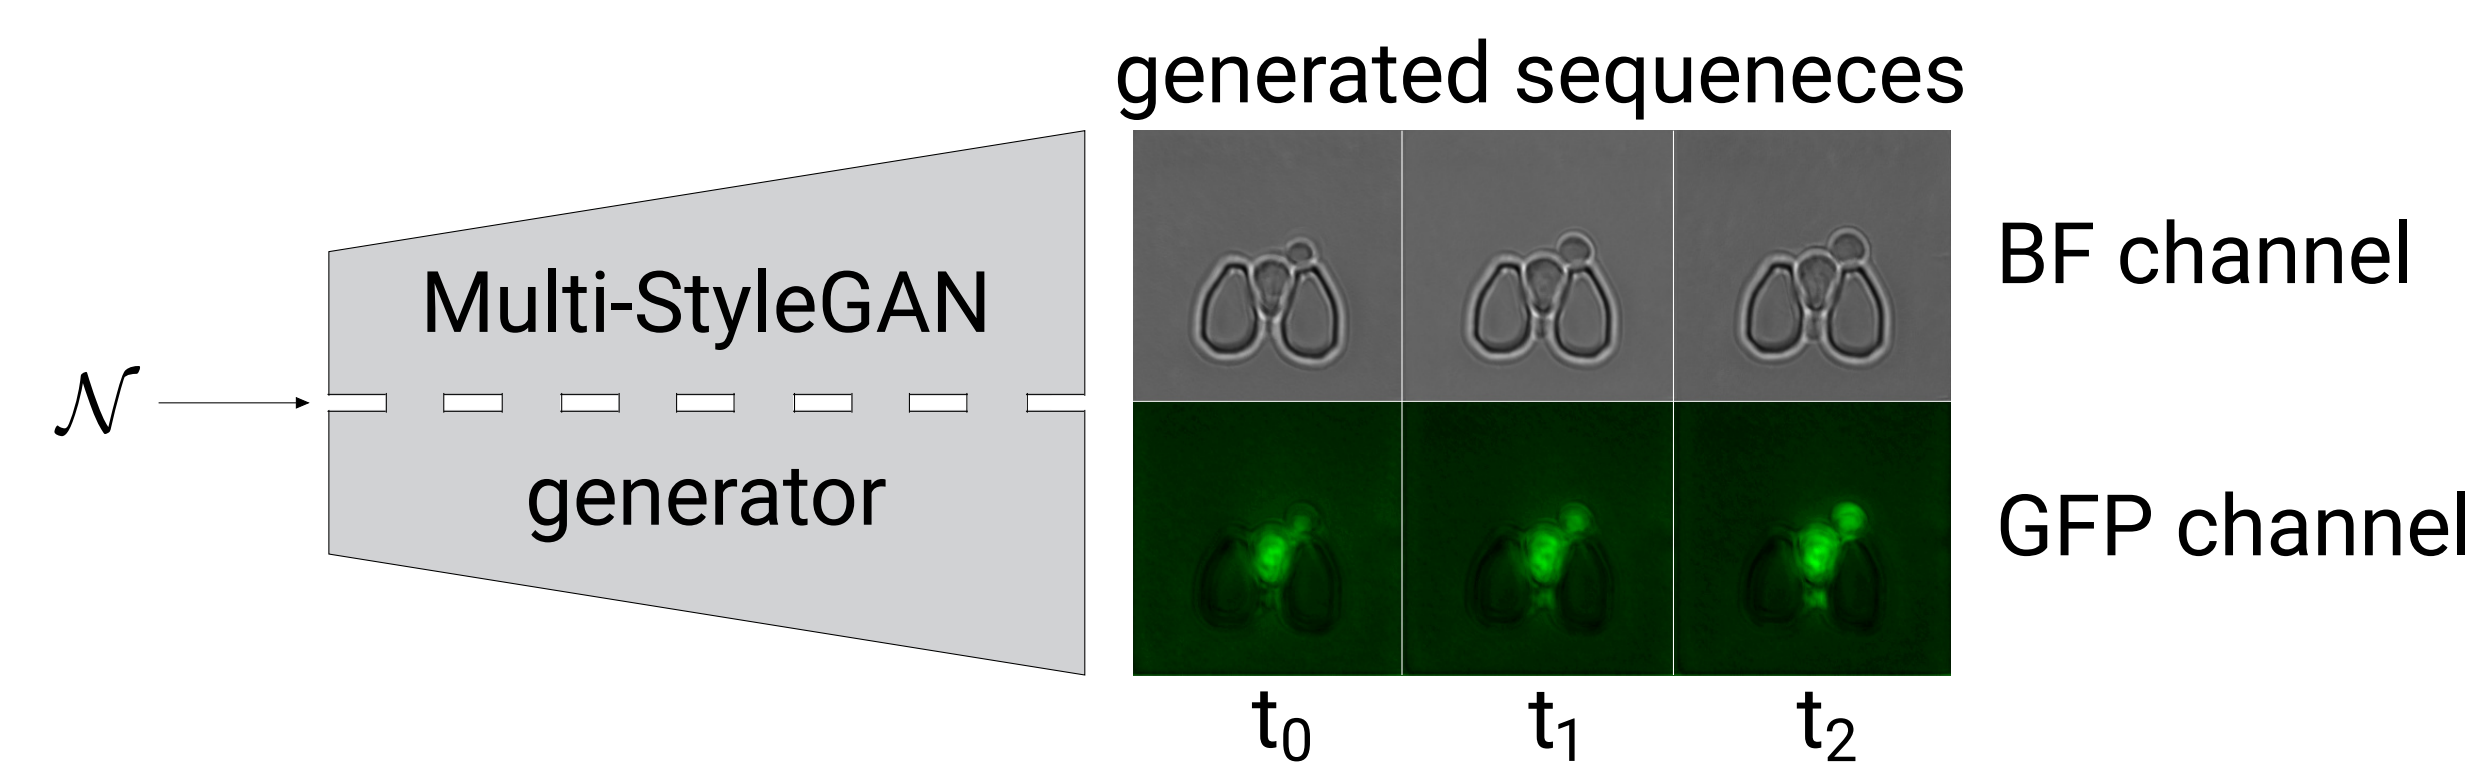 generated sequeneces
Multi-StyleGAN
generator
𝒩
BF channel
GFP channel
t₀ t₁ t₂